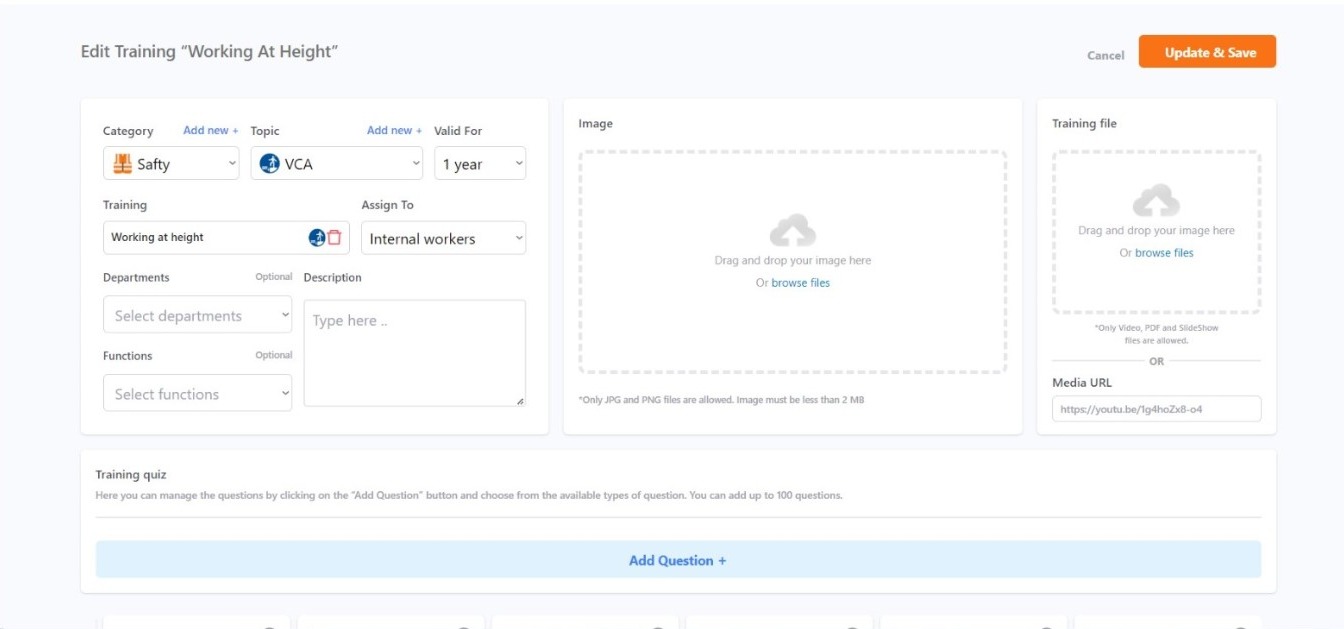 Edit Training “Working At Height”
Cancel
Update & Save
Category Add new + Topic Add new + Valid For
Safty VCA 1 year
Training Assign To
Working at height Internal workers
Departments Optional Description
Select departments Type here ..
Functions Optional
Select functions
Image
Drag and drop your image here
Or browse files
*Only JPG and PNG files are allowed. Image must be less than 2 MB
Training file
Drag and drop your image here
Or browse files
*Only Video, PDF and SlideShow
files are allowed.
OR
Media URL
https://youtu.be/1g4hoZx8-o4
Training quiz
Here you can manage the questions by clicking on the "Add Question" button and choose from the available types of question. You can add up to 100 questions.
Add Question +